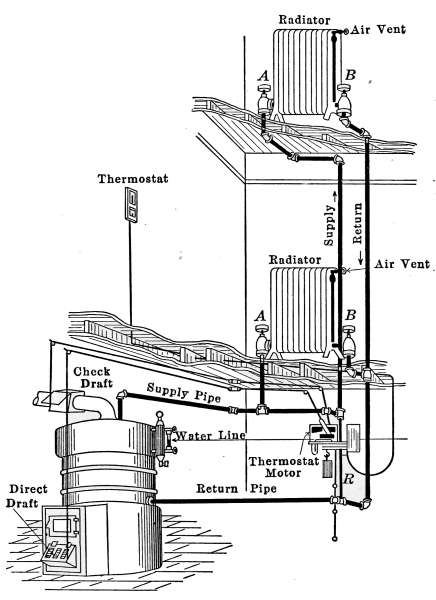 Radiator
Air Vent
A
B
Thermostat
Supply
Return
Radiator
Air Vent
A
B
Check
Draft
Supply Pipe
Water Line
Thermostat
Motor
R
Return Pipe
Direct
Draft